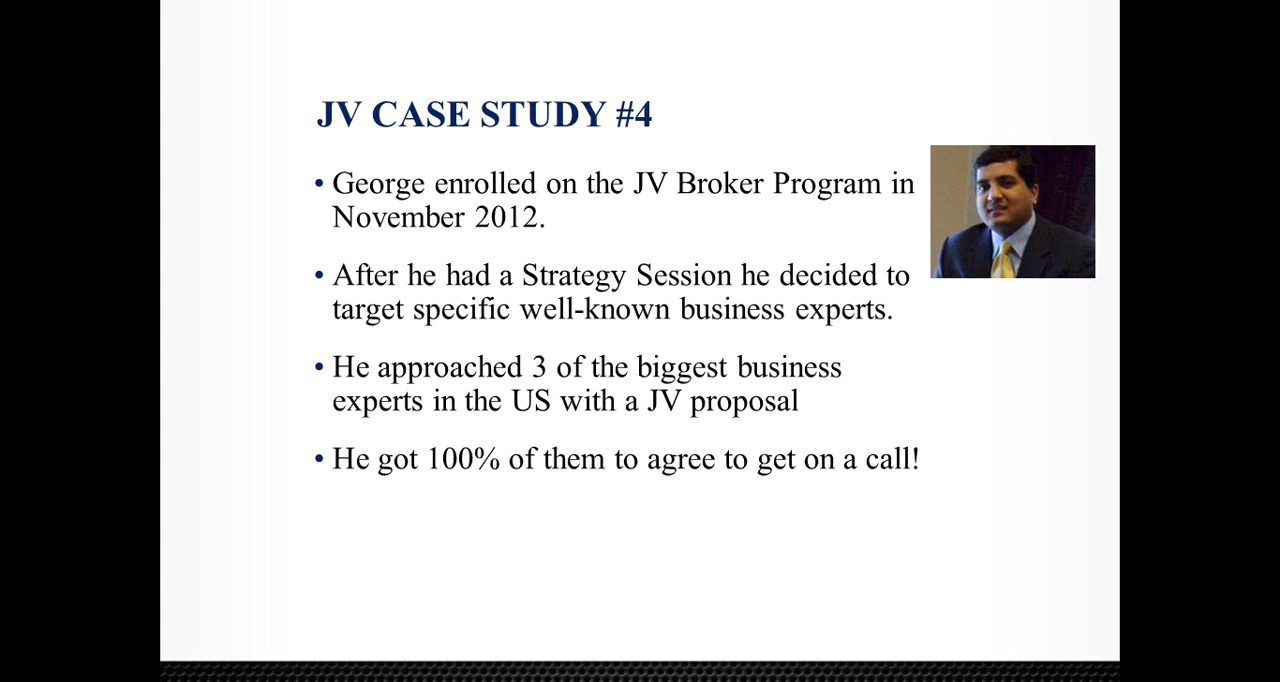 JV CASE STUDY #4
• George enrolled on the JV Broker Program in
November 2012.
• After he had a Strategy Session he decided to
target specific well-known business experts.
• He approached 3 of the biggest business
experts in the US with a JV proposal
• He got 100% of them to agree to get on a call!